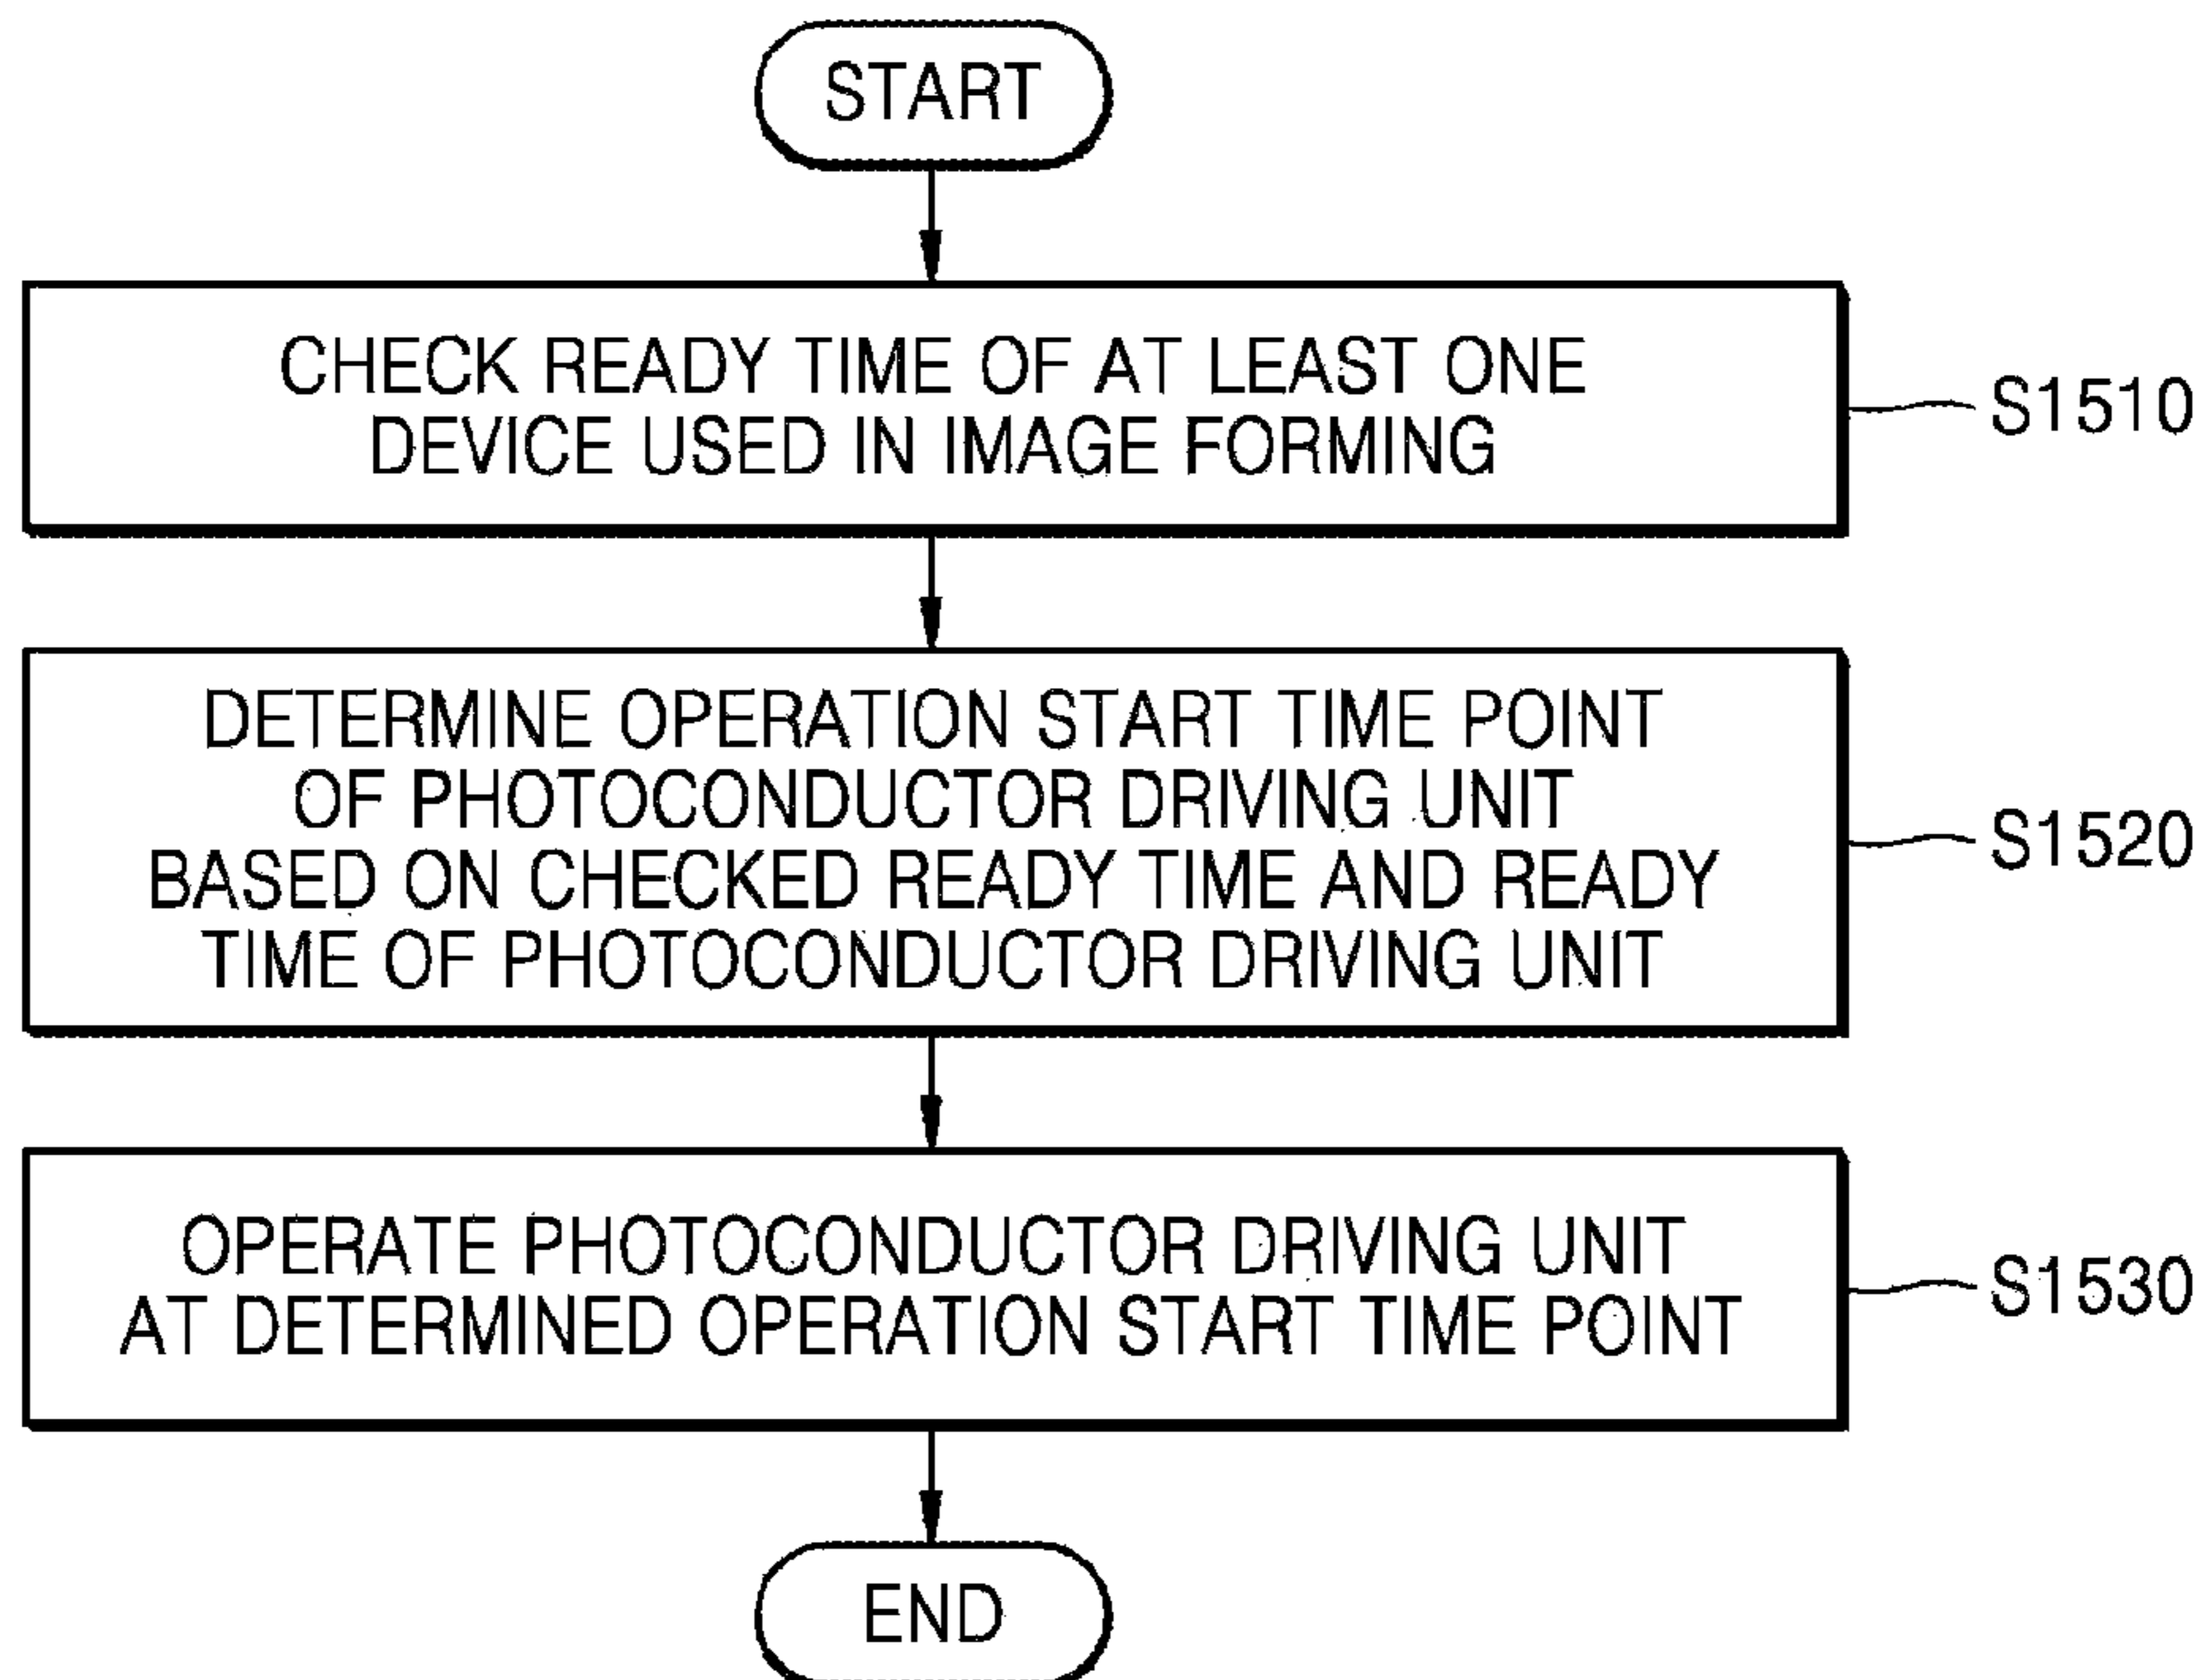 START
CHECK READY TIME OF AT LEAST ONE
DEVICE USED IN IMAGE FORMING
S1510
DETERMINE OPERATION START TIME POINT
OF PHOTOCONDUCTOR DRIVING UNIT
BASED ON CHECKED READY TIME AND READY
TIME OF PHOTOCONDUCTOR DRIVING UNIT
S1520
OPERATE PHOTOCONDUCTOR DRIVING UNIT
AT DETERMINED OPERATION START TIME POINT
S1530
END